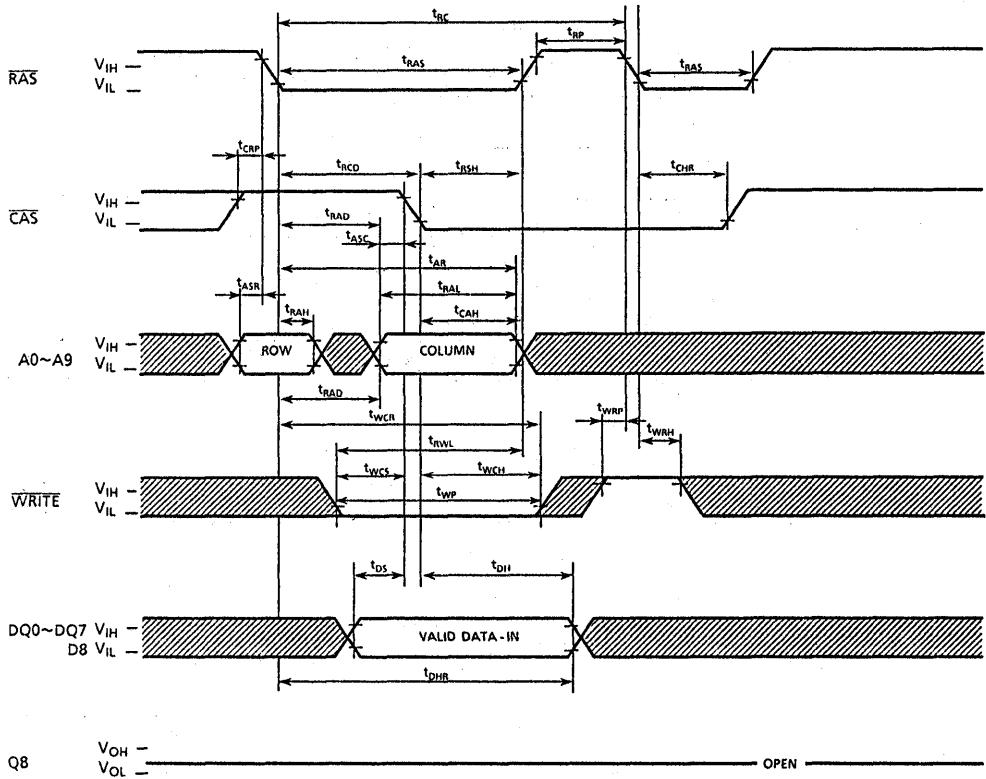 tRC
tRP
RAS VIH tRAS tRAS
VIL
tCRP tRCD tRSH tCHR
CAS VIH
VIL tRAD
tASC
tAR
tASR tRAL
tRAH tCAH
A0~A9 VIH ROW COLUMN
VIL
tRAD
tWCR tWRP
tRWL tWRH
tWCS tWCH
WRITE VIH tWP
VIL
tDS tDH
DQ0~DQ7 VIH VALID DATA-IN
D8 VIL
tDHR
Q8 VOH
VOL OPEN